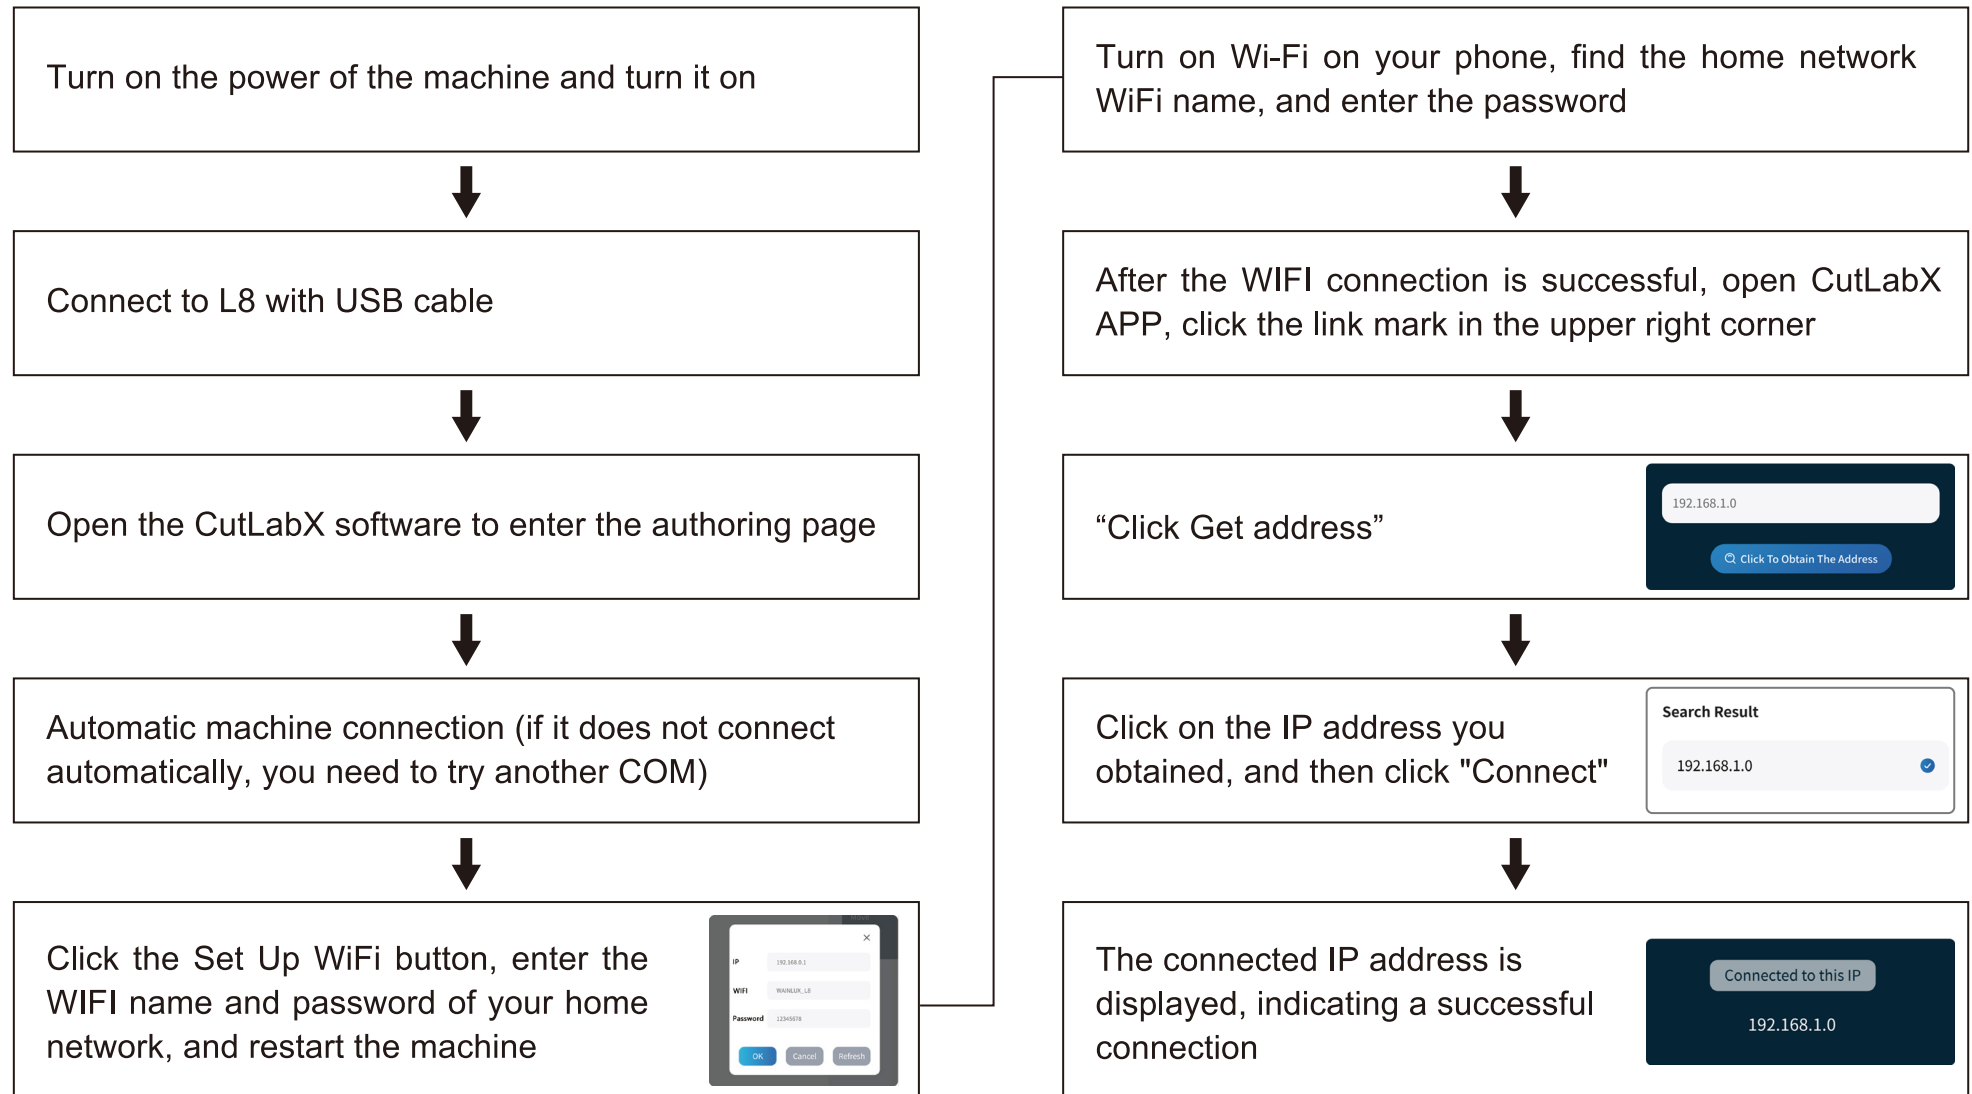 Turn on the power of the machine and turn it on
Connect to L8 with USB cable
Open the CutLabX software to enter the authoring page
Automatic machine connection (if it does not connect
automatically, you need to try another COM)
Click the Set Up WiFi button, enter the
WIFI name and password of your home
network, and restart the machine
×
IP 192.168.8.1
WIFI WAINLUX_L8
Password 12345678
OK Cancel Refresh
Turn on Wi-Fi on your phone, find the home network
WiFi name, and enter the password
After the WIFI connection is successful, open CutLabX
APP, click the link mark in the upper right corner
“Click Get address”
192.168.1.0
Click To Obtain The Address
Click on the IP address you
obtained, and then click "Connect"
Search Result
192.168.1.0
The connected IP address is
displayed, indicating a successful
connection
Connected to this IP
192.168.1.0